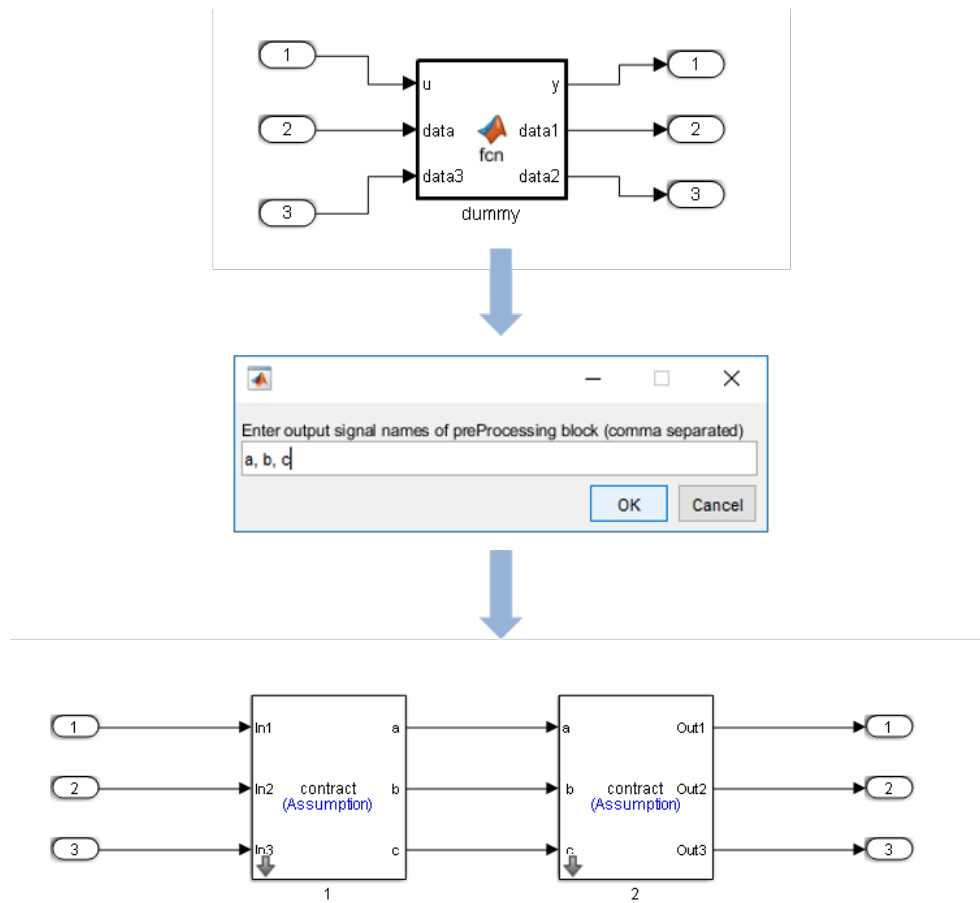 1 1
u y
2 data data1 2
fcn
3 data3 data2 3
dummy
Enter output signal names of preProcessing block (comma separated)
a, b, c
OK Cancel
1 In1 a a Out1 1
2 In2 contract b b contract Out2 2
(Assumption) (Assumption)
3 In3 c c Out3 3
1 2